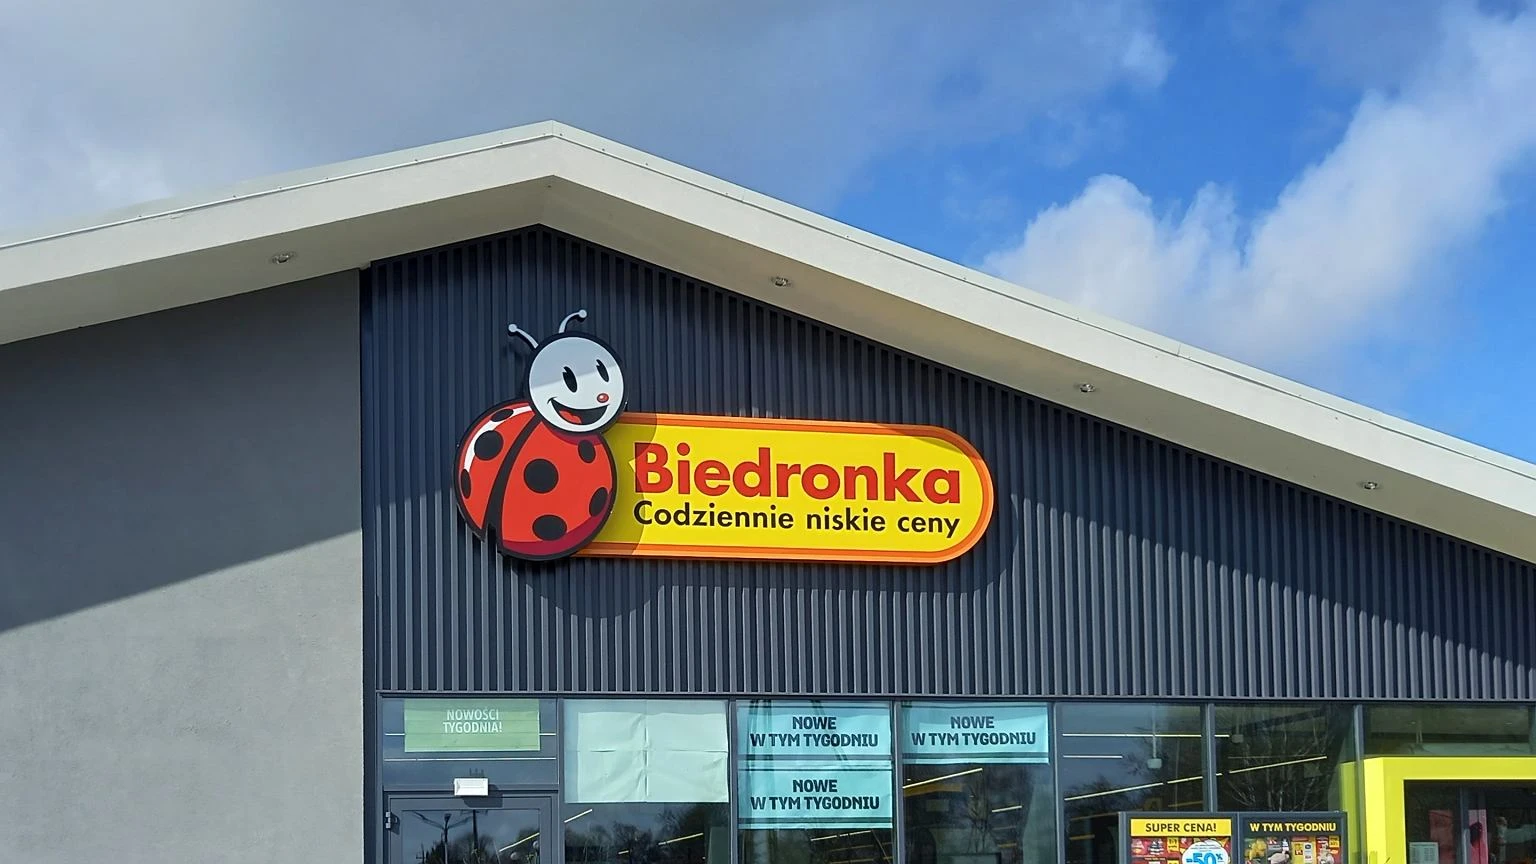 Biedronka
Codziennie niskie ceny
NOWOŚCI
TYGODNIA!
NOWE
W TYM TYGODNIU
NOWE
W TYM TYGODNIU
NOWE
W TYM TYGODNIU
SUPER CENA!
-50%
W TYM TYGODNIU